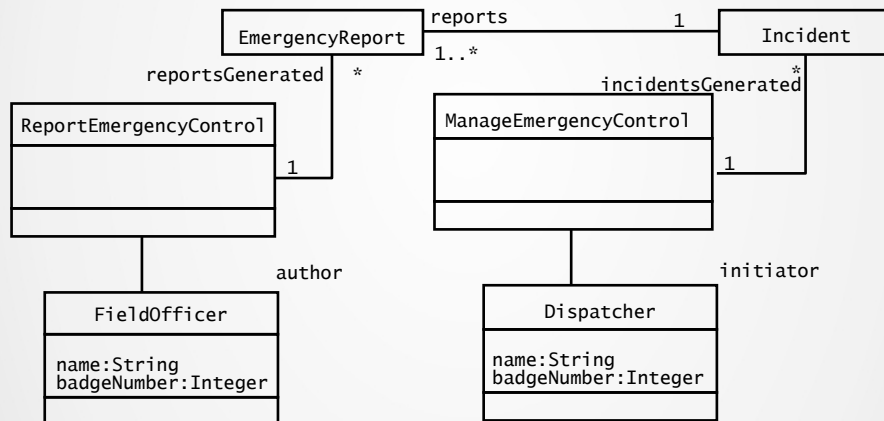 reports 1
EmergencyReport
Incident
1..*
reportsGenerated *
*
incidentsGenerated
ReportEmergencyControl
ManageEmergencyControl
1
1
author
initiator
FieldOfficer
Dispatcher
name:String
badgeNumber:Integer
name:String
badgeNumber:Integer